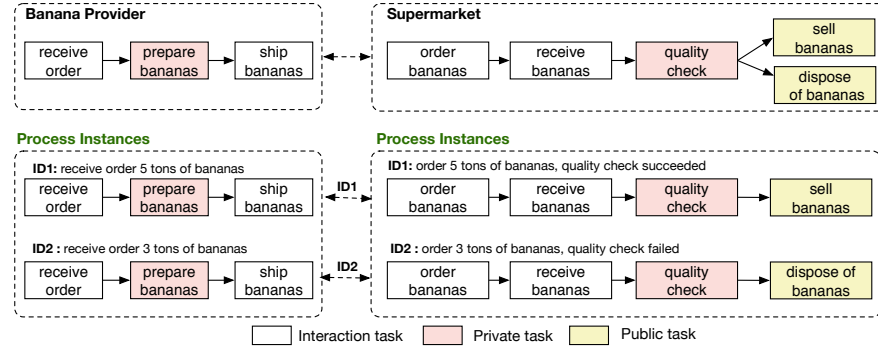 Banana Provider
Supermarket
receive
order
prepare
bananas
ship
bananas
order
bananas
receive
bananas
quality
check
sell
bananas
dispose
of bananas
Process Instances
Process Instances
ID1: receive order 5 tons of bananas
receive
order
prepare
bananas
ship
bananas
ID1
ID1: order 5 tons of bananas, quality check succeeded
order
bananas
receive
bananas
quality
check
sell
bananas
ID2 : receive order 3 tons of bananas
receive
order
prepare
bananas
ship
bananas
ID2
ID2 : order 3 tons of bananas, quality check failed
order
bananas
receive
bananas
quality
check
dispose of
bananas
Interaction task
Private task
Public task